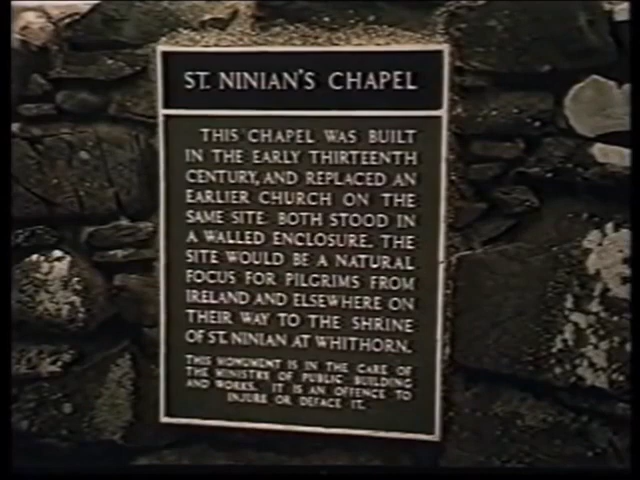 ST. NINIAN'S CHAPEL
THIS CHAPEL WAS BUILT
IN THE EARLY THIRTEENTH
CENTURY, AND REPLACED AN
EARLIER CHURCH ON THE
SAME SITE. BOTH STOOD IN
A WALLED ENCLOSURE. THE
SITE WOULD BE A NATURAL
FOCUS FOR PILGRIMS FROM
IRELAND AND ELSEWHERE ON
THEIR WAY TO THE SHRINE
OF ST. NINIAN AT WHITHORN.
THIS MONUMENT IS IN THE CARE OF
THE MINISTRY OF PUBLIC BUILDING
AND WORKS. IT IS AN OFFENCE TO
INJURE OR DEFACE IT.